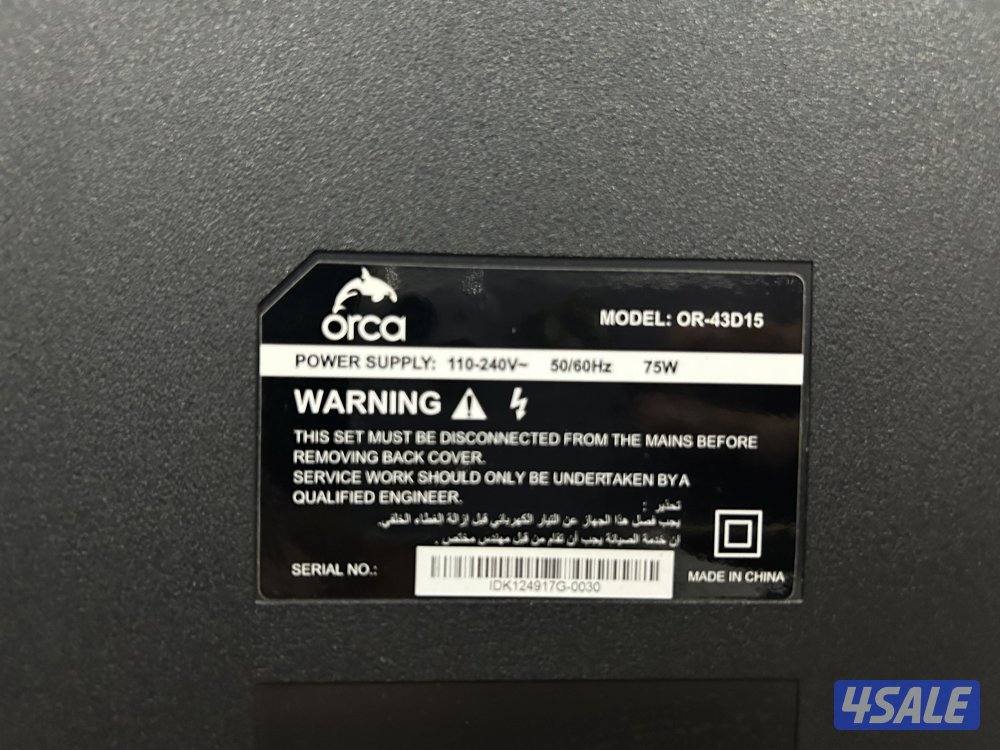 orca
MODEL: OR-43D15
POWER SUPPLY: 110-240V~ 50/60Hz 75W
WARNING
THIS SET MUST BE DISCONNECTED FROM THE MAINS BEFORE
REMOVING BACK COVER.
SERVICE WORK SHOULD ONLY BE UNDERTAKEN BY A
QUALIFIED ENGINEER.
تحذير :
يجب فصل هذا الجهاز عن التيار الكهربائي قبل ازالة الغطاء الخلفي.
ان خدمة الصيانة يجب أن تقام من قبل مهندس مختص .
SERIAL NO.:
IDK124917G-0030
MADE IN CHINA
4SALE